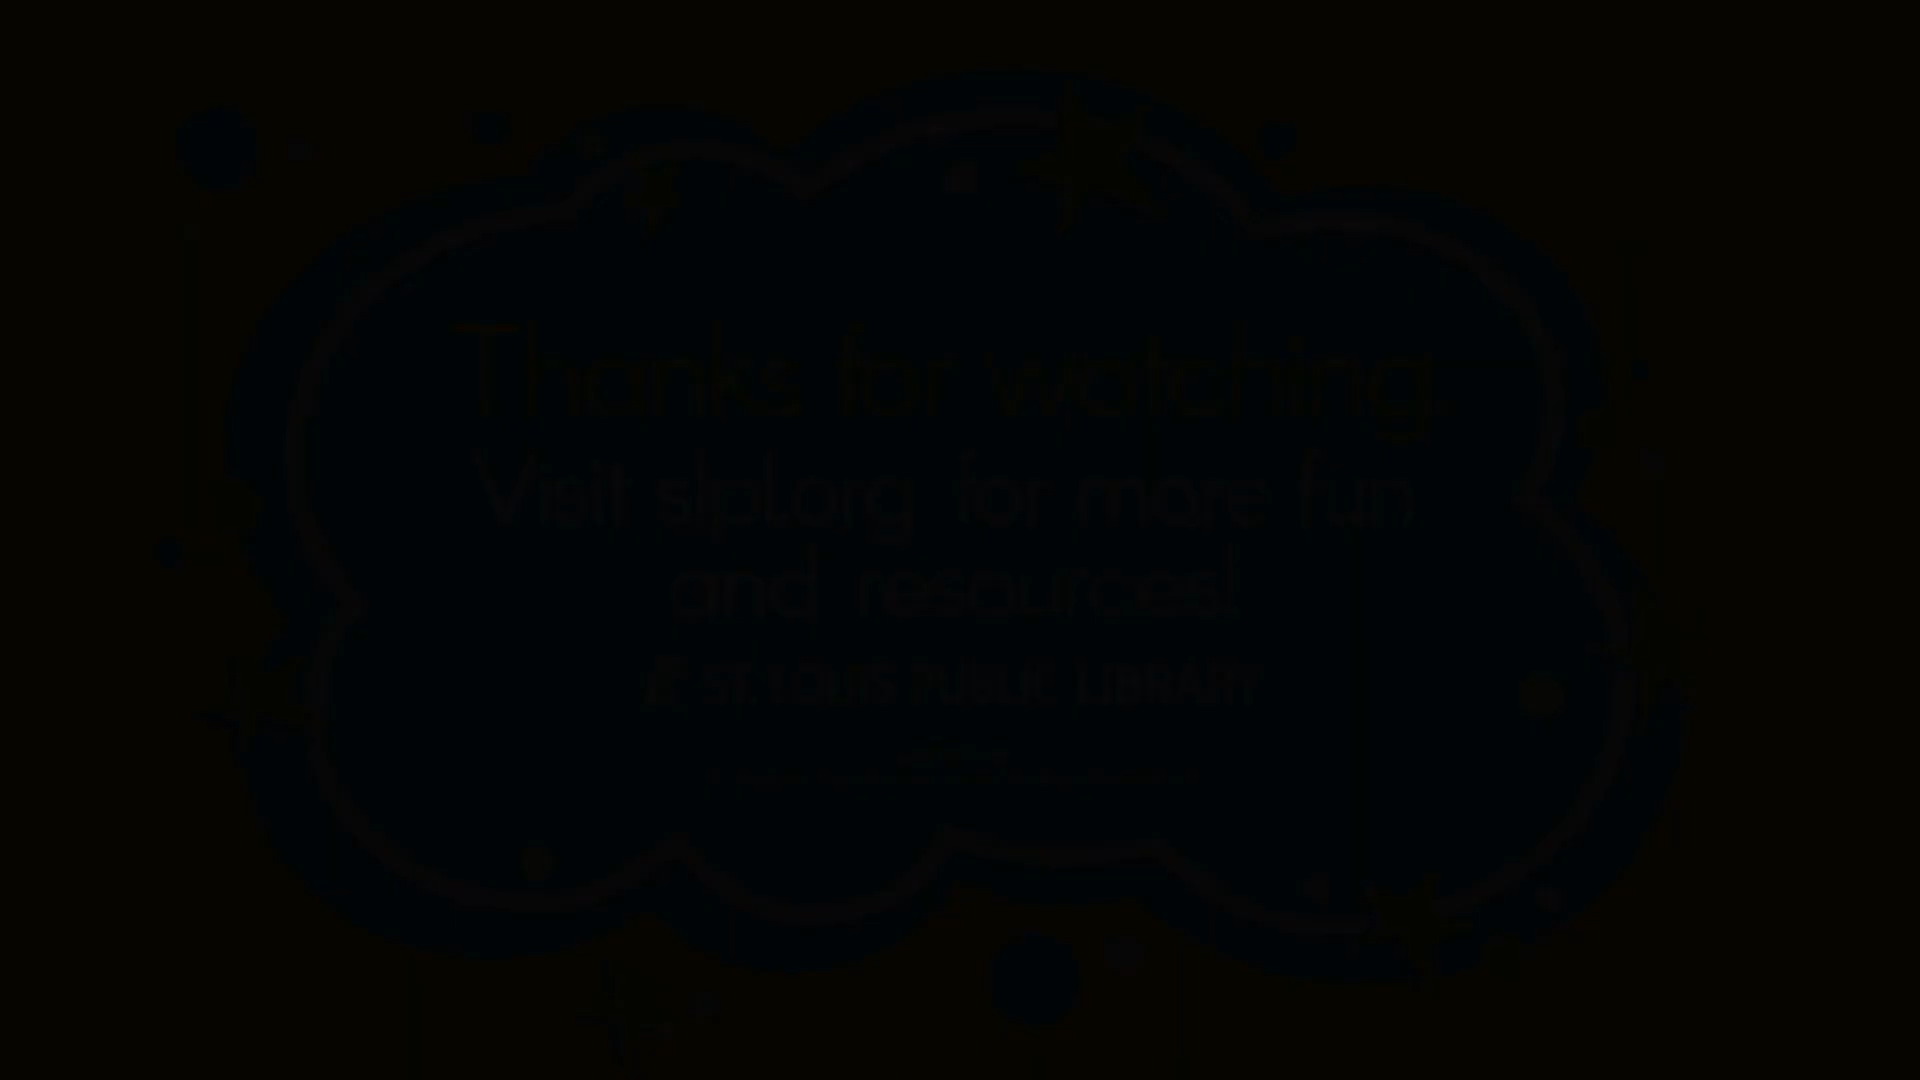 Thanks for watching.
Visit slpl.org for more fun
and resources!
ST. LOUIS PUBLIC LIBRARY